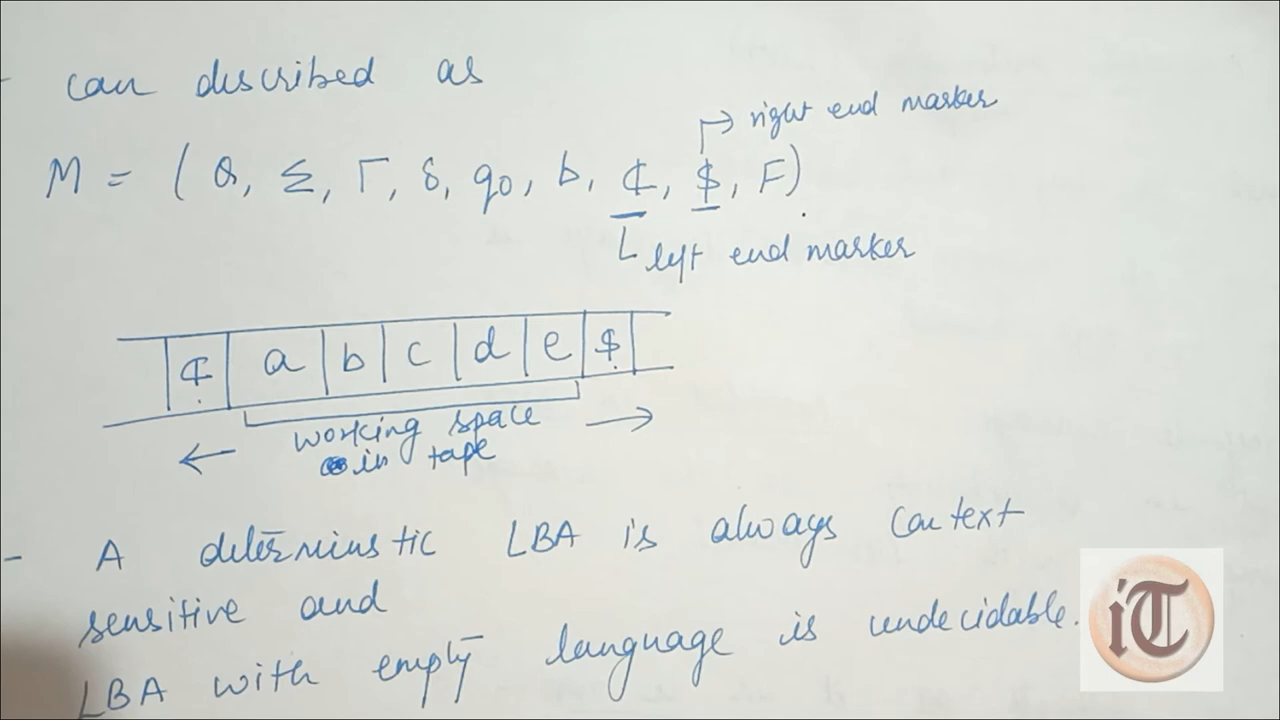 - can described as
→ right end marker
M = ( Q, Σ, Γ, δ, q0, b, ₵, $, F)
left end marker
₵ a b c d e $
working space
in tape
- A deterministic LBA is always context
sensitive and
LBA with empty language is undecidable.
iT